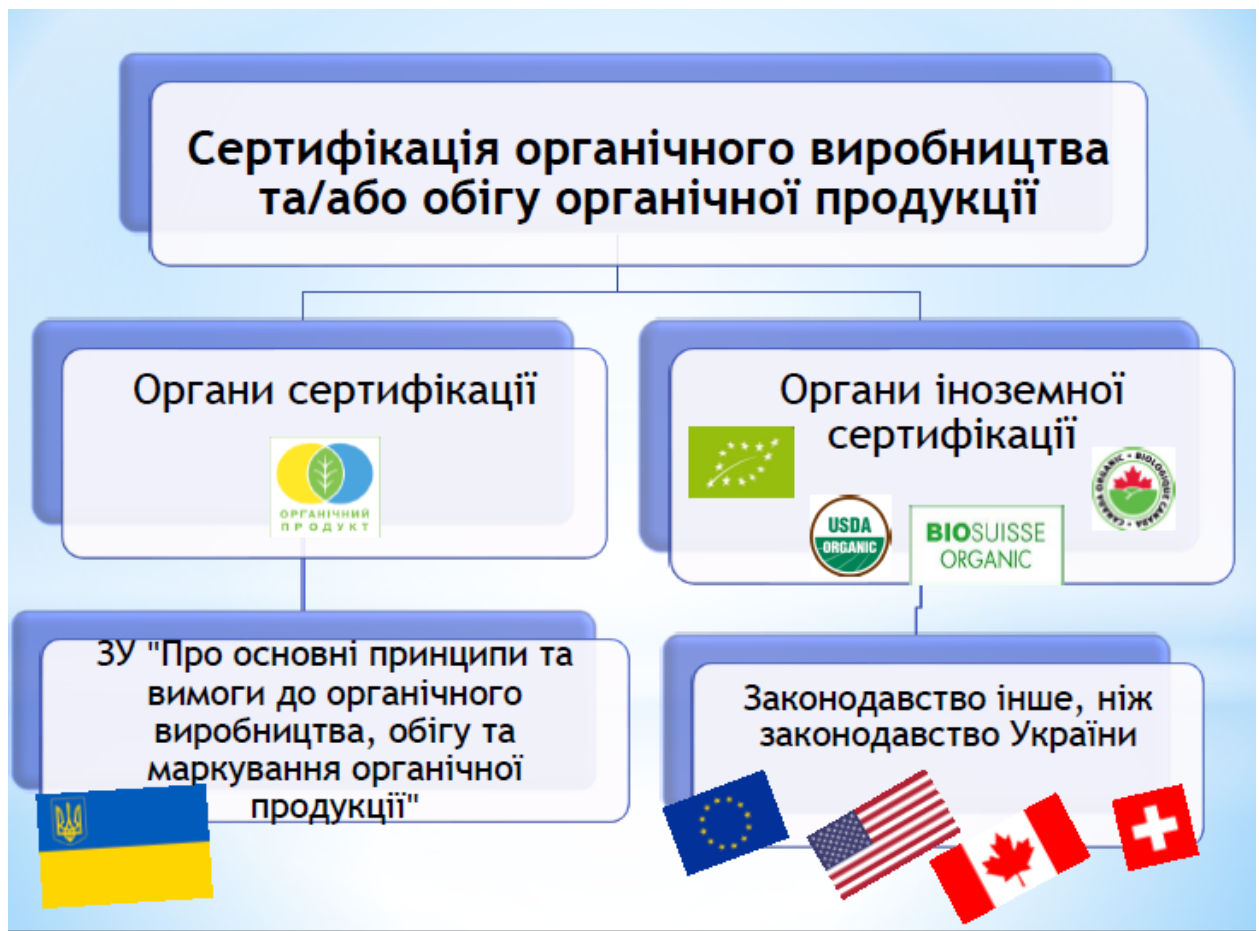 Сертифікація органічного виробництва
та/або обігу органічної продукції
Органи сертифікації
ОРГАНІЧНИЙ
ПРОДУКТ
Органи іноземної
сертифікації
USDA
ORGANIC
BIOSUISSE
ORGANIC
CANADA ORGANIC • BIOLOGIQUE CANADA •
ЗУ "Про основні принципи та
вимоги до органічного
виробництва, обігу та
маркування органічної
продукції"
Законодавство інше, ніж
законодавство України